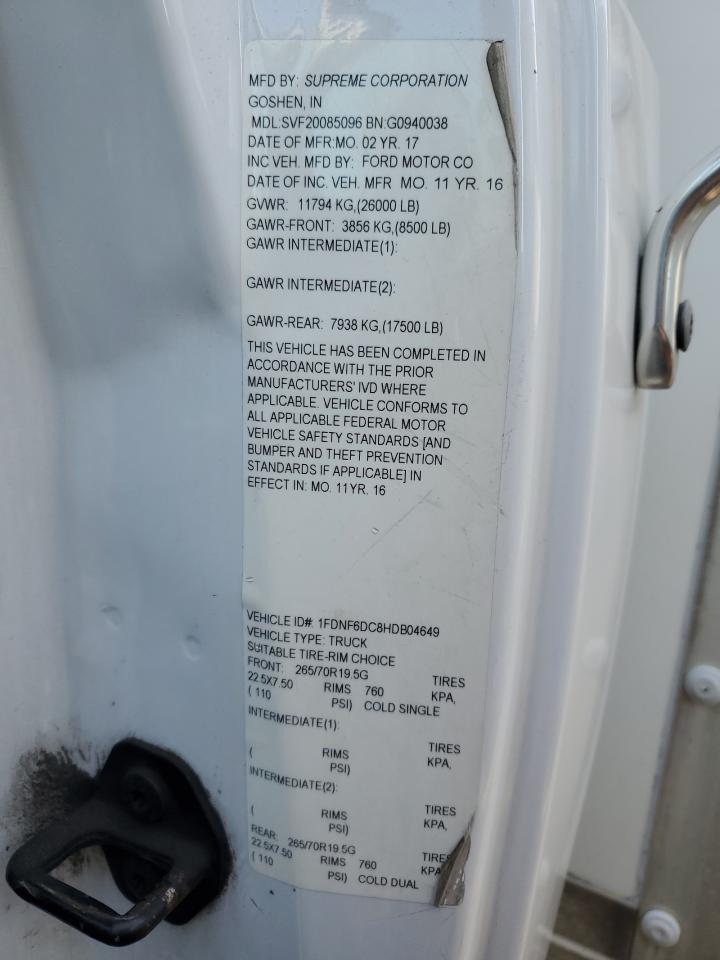 MFD BY: SUPREME CORPORATION
GOSHEN, IN
MDL:SVF20085096 BN:G0940038
DATE OF MFR:MO. 02 YR. 17
INC VEH. MFD BY: FORD MOTOR CO
DATE OF INC. VEH. MFR MO. 11 YR. 16
GVWR: 11794 KG,(26000 LB)
GAWR-FRONT: 3856 KG,(8500 LB)
GAWR INTERMEDIATE(1):
GAWR INTERMEDIATE(2):
GAWR-REAR: 7938 KG,(17500 LB)
THIS VEHICLE HAS BEEN COMPLETED IN
ACCORDANCE WITH THE PRIOR
MANUFACTURERS' IVD WHERE
APPLICABLE. VEHICLE CONFORMS TO
ALL APPLICABLE FEDERAL MOTOR
VEHICLE SAFETY STANDARDS [AND
BUMPER AND THEFT PREVENTION
STANDARDS IF APPLICABLE] IN
EFFECT IN: MO. 11 YR. 16
VEHICLE ID#: 1FDNF6DC8HDB04649
VEHICLE TYPE: TRUCK
SUITABLE TIRE-RIM CHOICE
FRONT: 265/70R19.5G TIRES
22.5X7.50 RIMS 760 KPA,
( 110 PSI) COLD SINGLE
INTERMEDIATE(1):
TIRES
RIMS KPA,
( PSI)
INTERMEDIATE(2):
TIRES
RIMS KPA,
( PSI)
REAR: 265/70R19.5G TIRES
22.5X7.50 RIMS 760 KPA
( 110 PSI) COLD DUAL